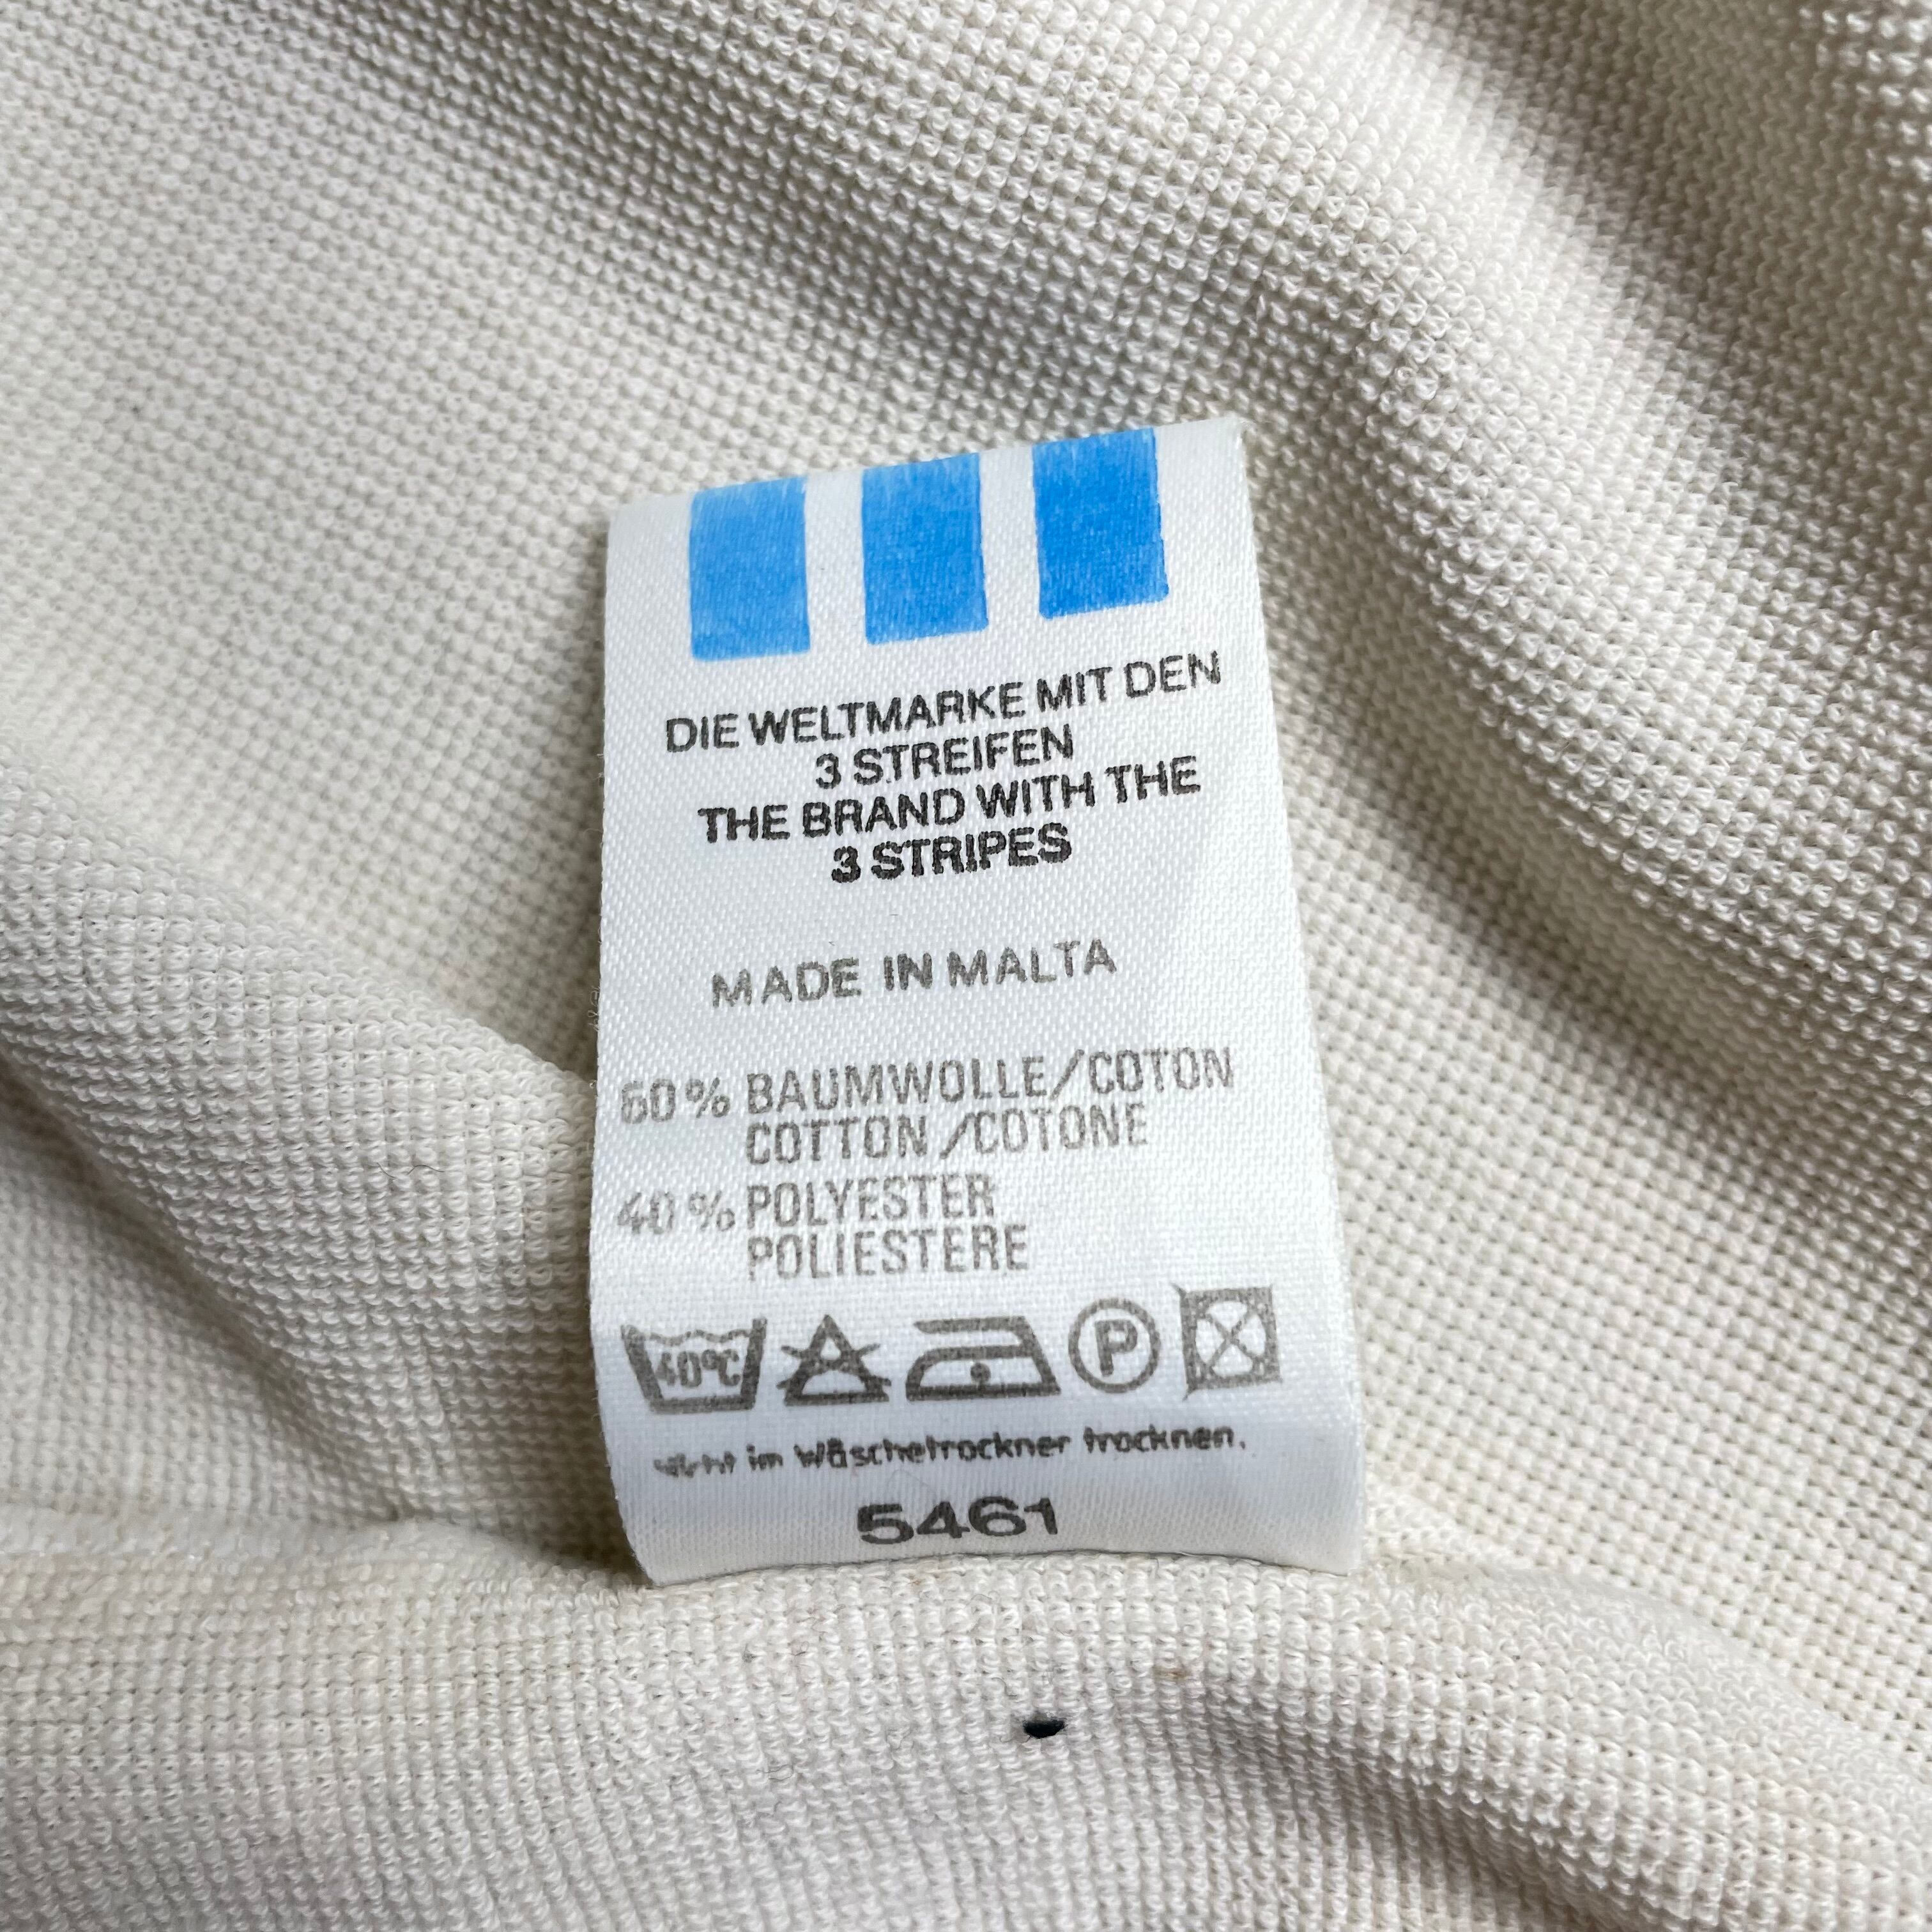 DIE WELTMARKE MIT DEN
3 STREIFEN
THE BRAND WITH THE
3 STRIPES
MADE IN MALTA
60% BAUMWOLLE/COTON
COTTON/COTONE
40% POLYESTER
POLIESTERE
40°C P
nicht im Wäschetrockner trocknen.
5461